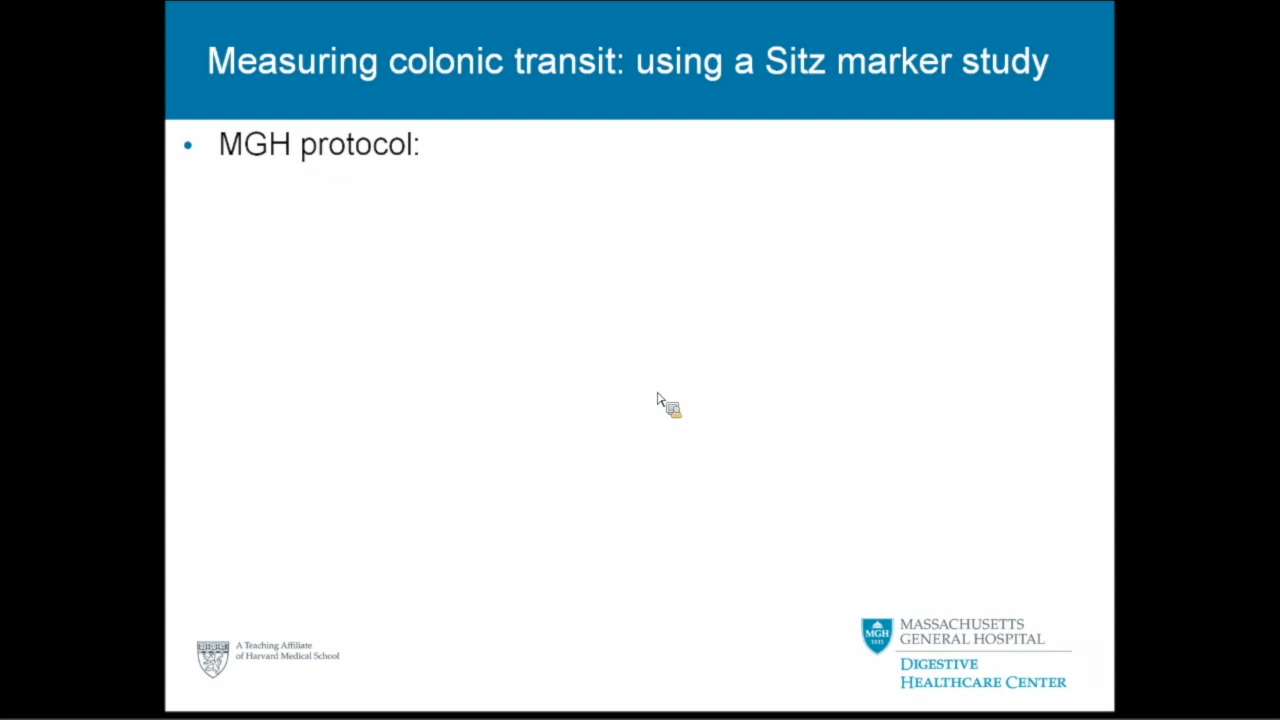 Measuring colonic transit: using a Sitz marker study
• MGH protocol:
A Teaching Affiliate
of Harvard Medical School
MGH
1811
MASSACHUSETTS
GENERAL HOSPITAL
DIGESTIVE
HEALTHCARE CENTER